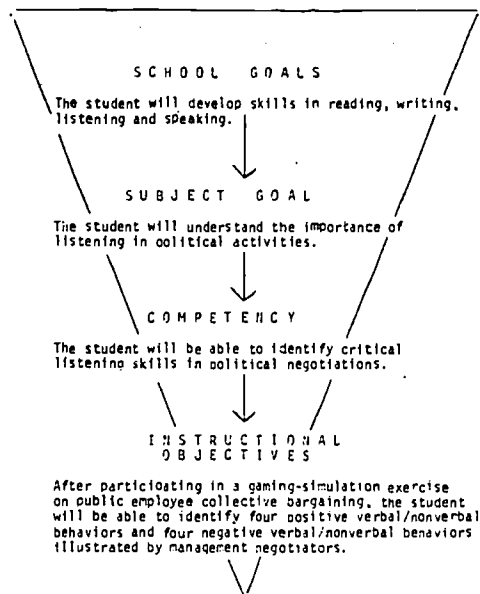 SCHOOL GOALS
The student will develop skills in reading, writing,
listening and speaking.
SUBJECT GOAL
The student will understand the importance of
listening in political activities.
COMPETENCY
The student will be able to identify critical
listening skills in political negotiations.
INSTRUCTIONAL
OBJECTIVES
After participating in a gaming-simulation exercise
on public employee collective bargaining, the student
will be able to identify four positive verbal/nonverbal
behaviors and four negative verbal/nonverbal behaviors
illustrated by management negotiators.